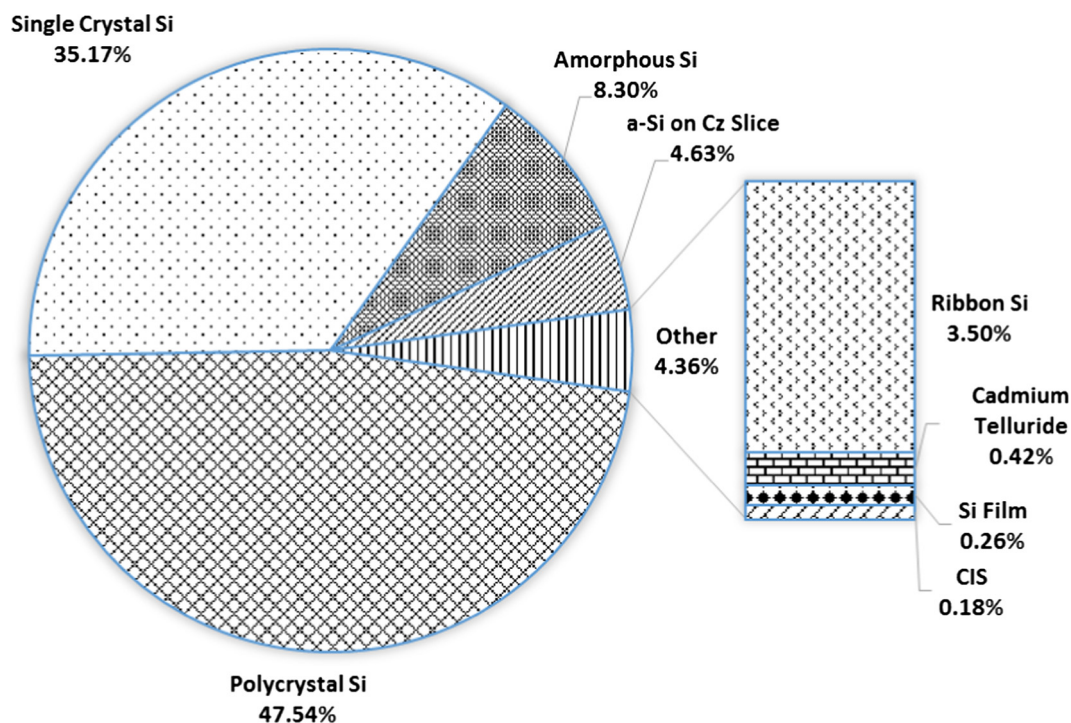 Single Crystal Si
35.17%
Amorphous Si
8.30%
a-Si on Cz Slice
4.63%
Other
4.36%
Ribbon Si
3.50%
Cadmium
Telluride
0.42%
Si Film
0.26%
CIS
0.18%
Polycrystal Si
47.54%